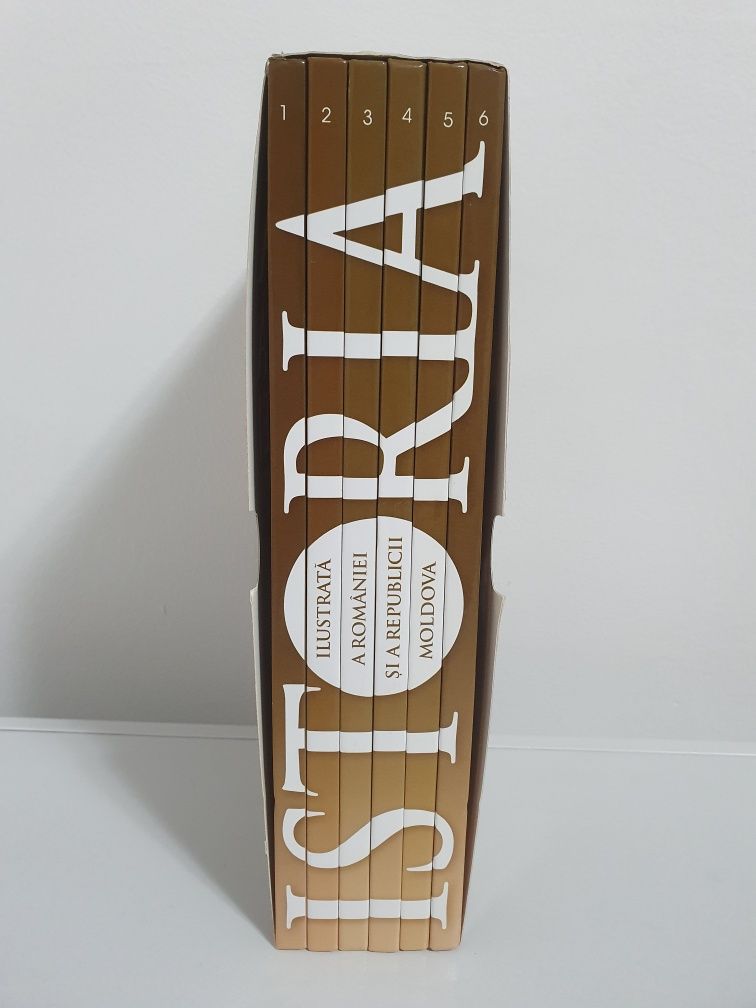 1 2 3 4 5 6
ISTORIA
ILUSTRATĂ
A ROMÂNIEI
ȘI A REPUBLICII
MOLDOVA